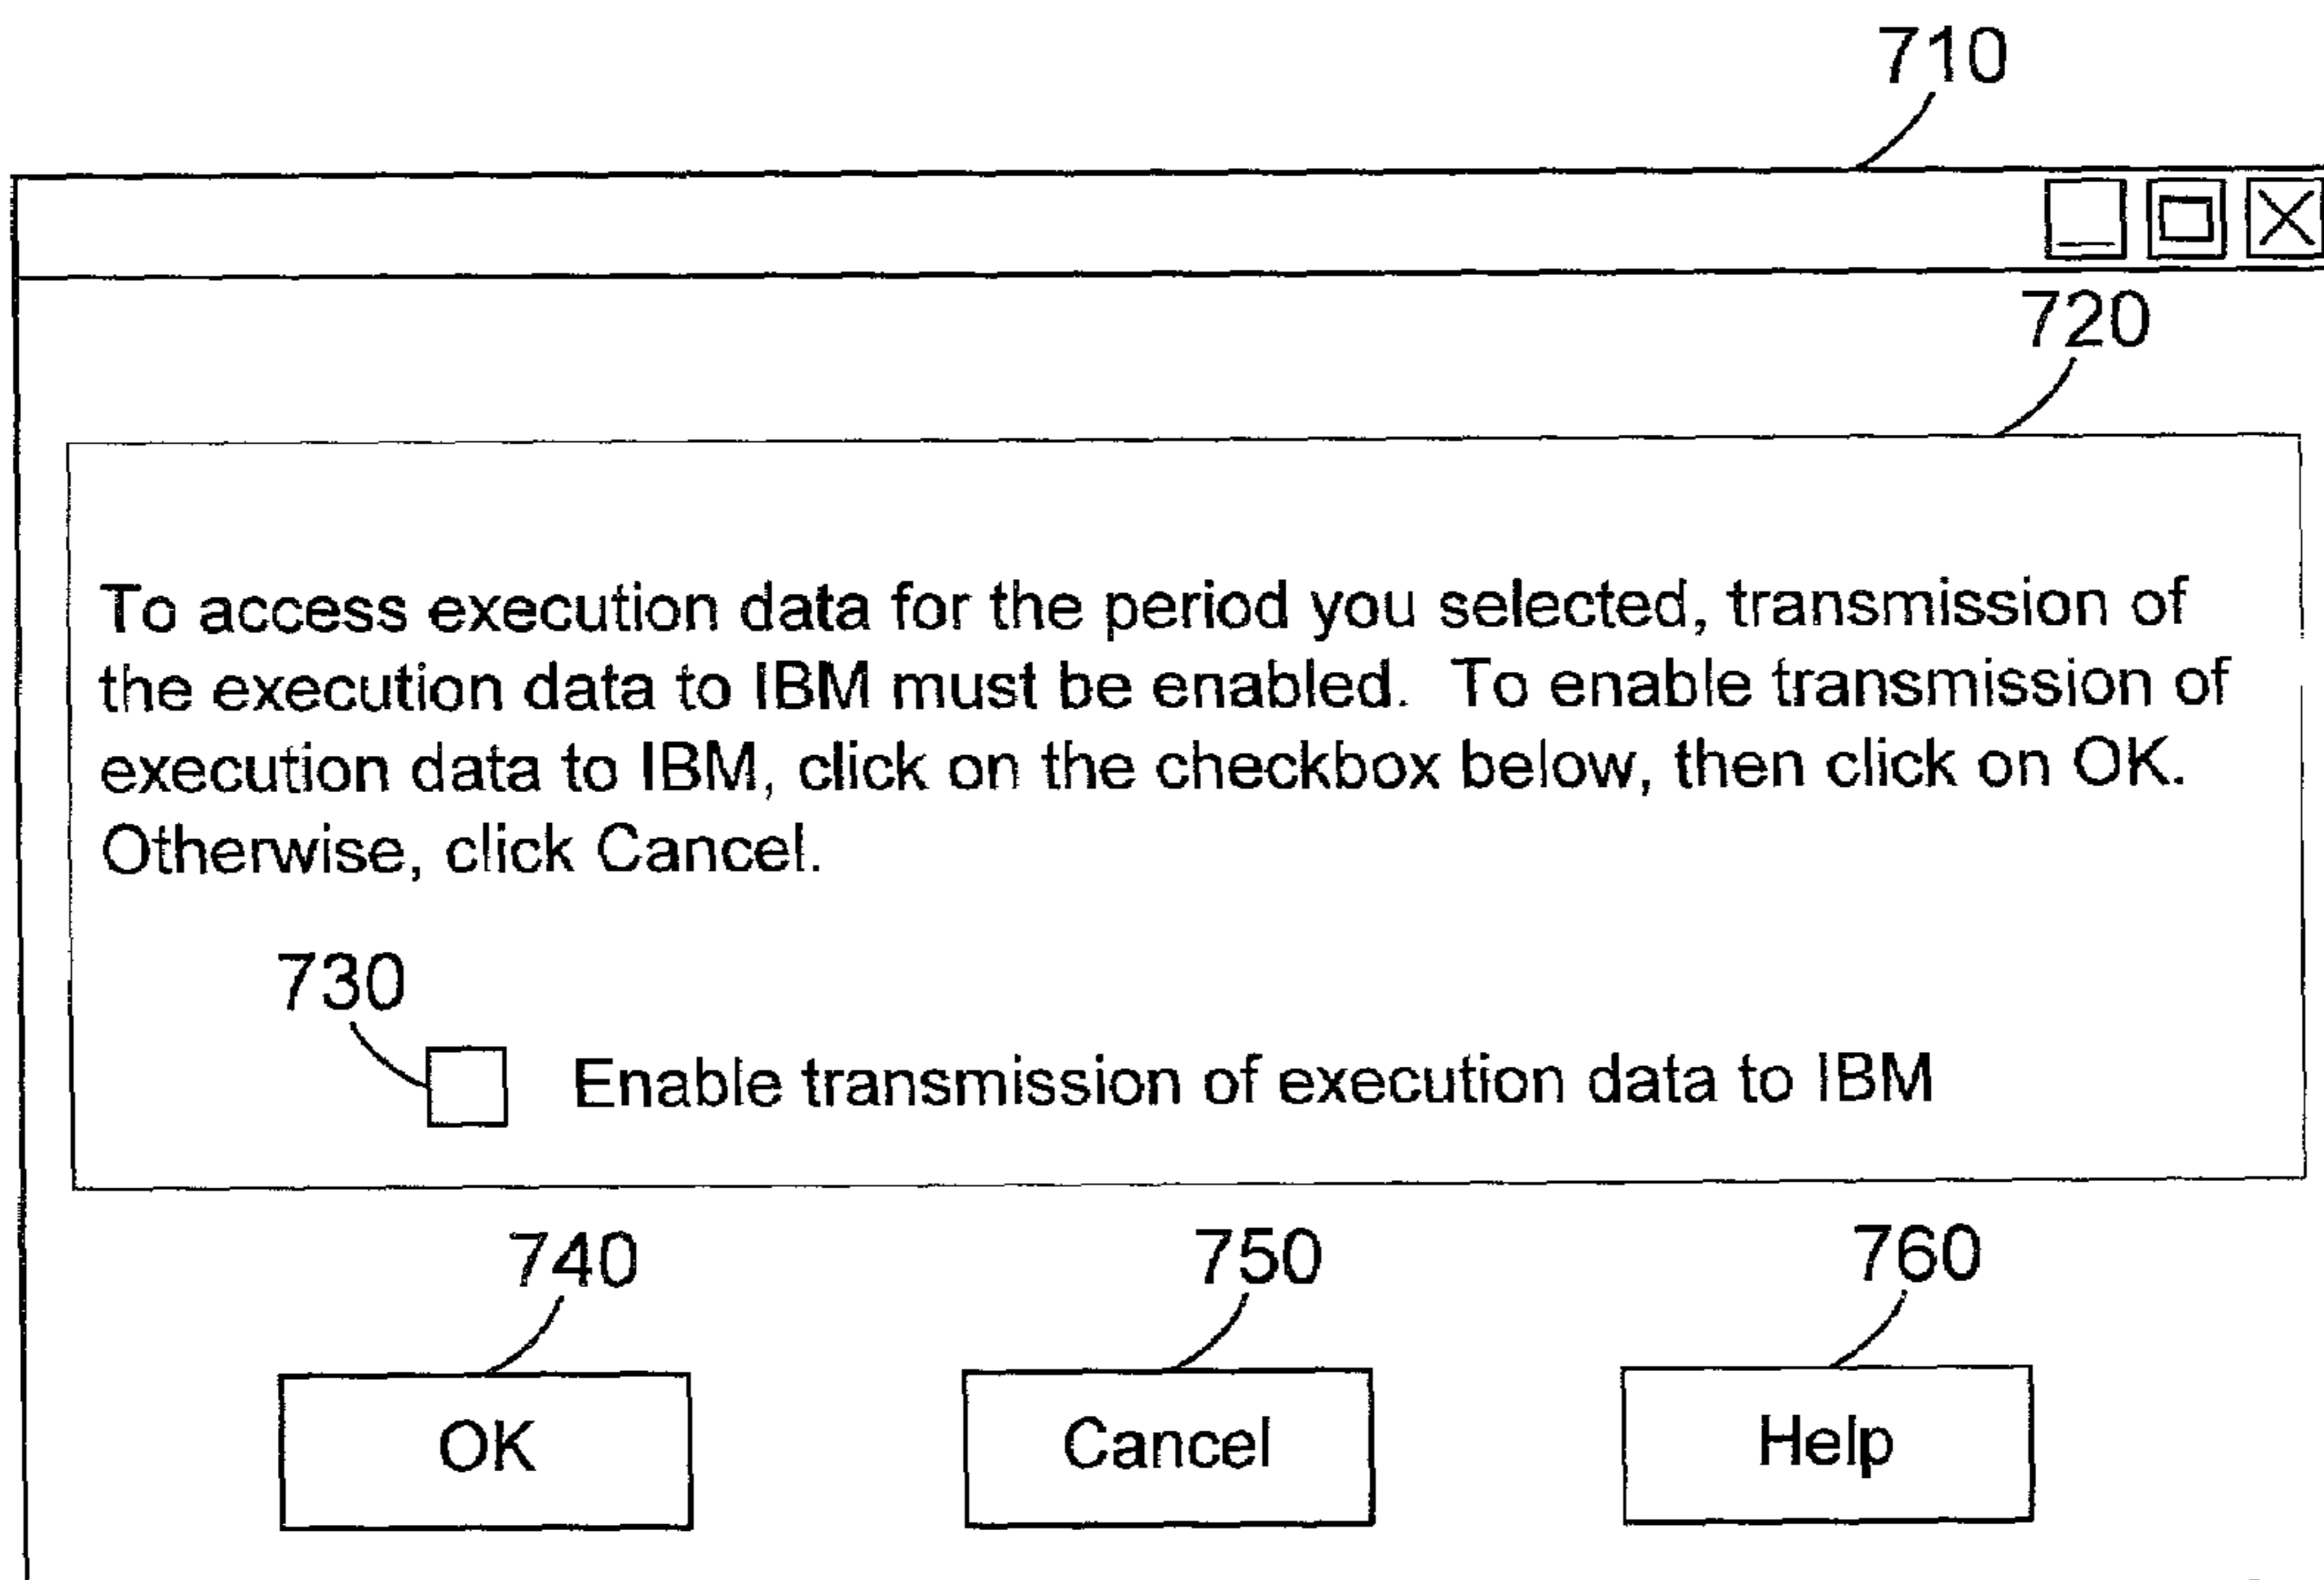 710
720
To access execution data for the period you selected, transmission of
the execution data to IBM must be enabled.  To enable transmission of
execution data to IBM, click on the checkbox below, then click on OK.
Otherwise, click Cancel.
730
Enable transmission of execution data to IBM
740 750 760
OK Cancel Help